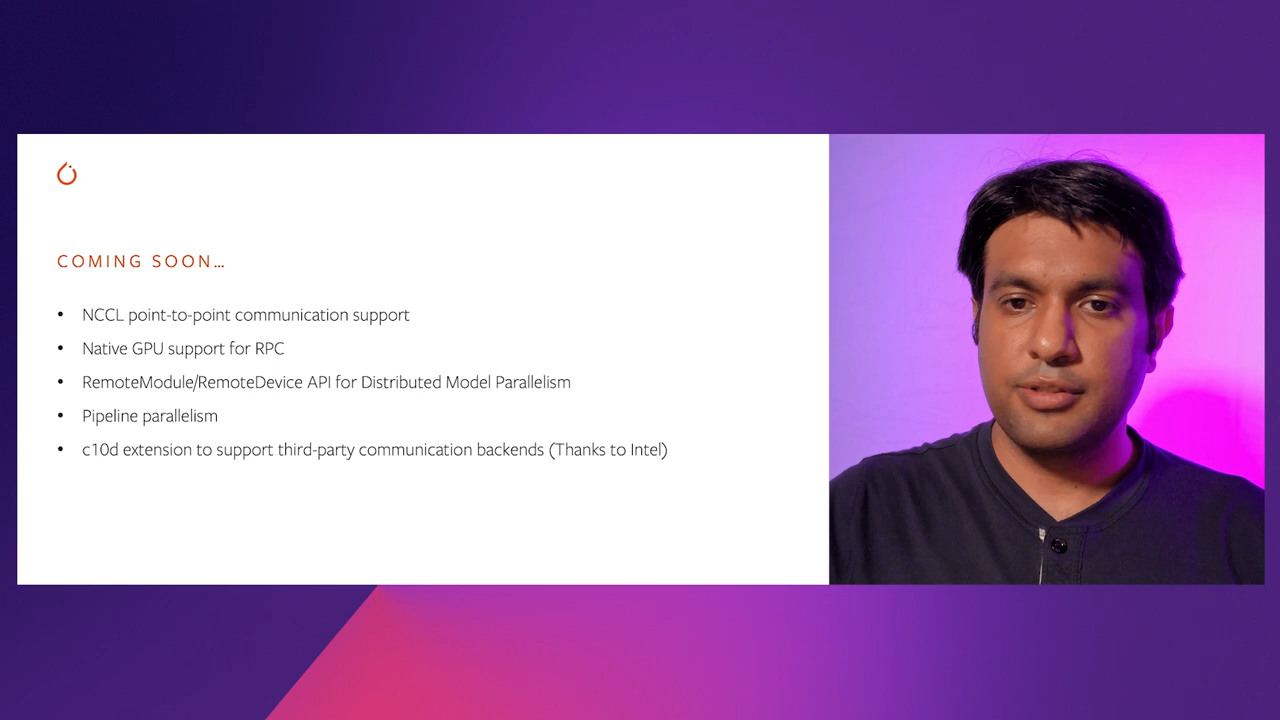 COMING SOON…
• NCCL point-to-point communication support
• Native GPU support for RPC
• RemoteModule/RemoteDevice API for Distributed Model Parallelism
• Pipeline parallelism
• c10d extension to support third-party communication backends (Thanks to Intel)